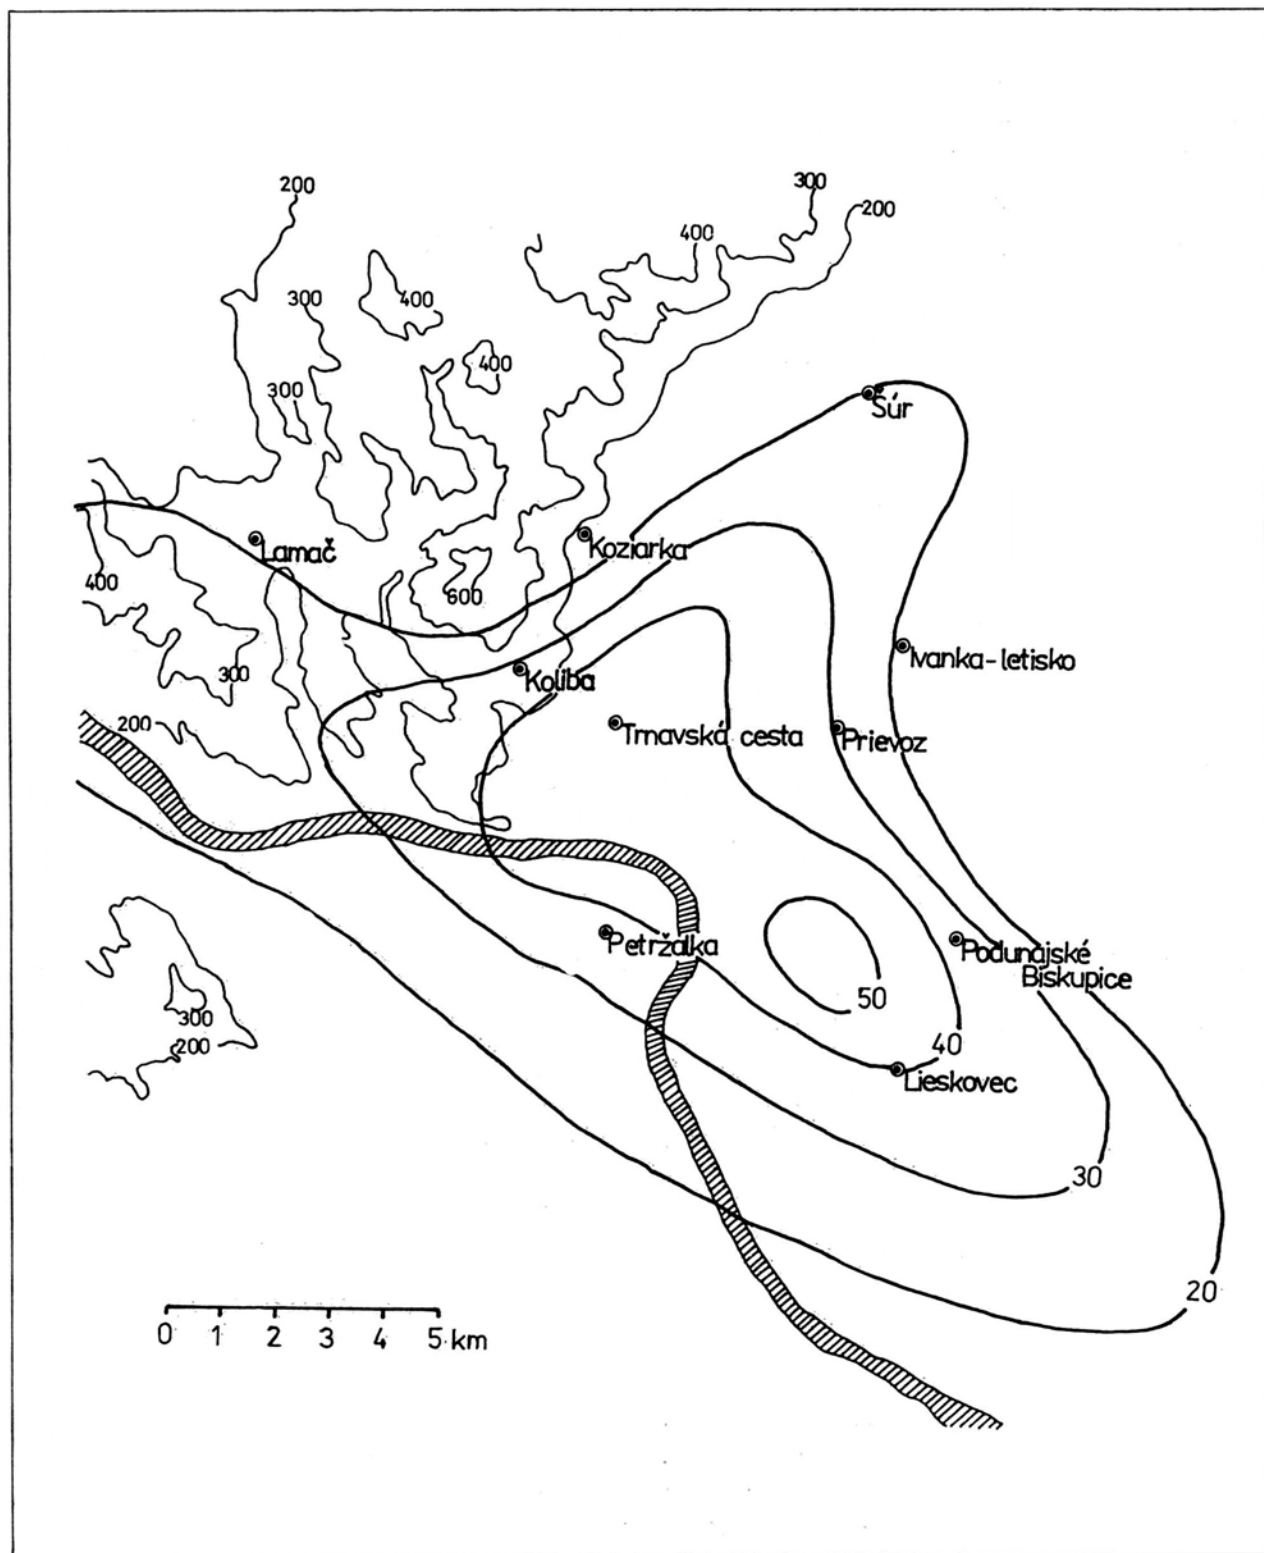 200
300
200
400
300
400
400
300
Šúr
Lamač
Koziarka
400
600
Ivanka-letisko
300
Koliba
200
Trnavská cesta
Prievoz
Petržalka
Podunajské
Biskupice
50
300
200
40
Lieskovec
30
20
0 1 2 3 4 5 km